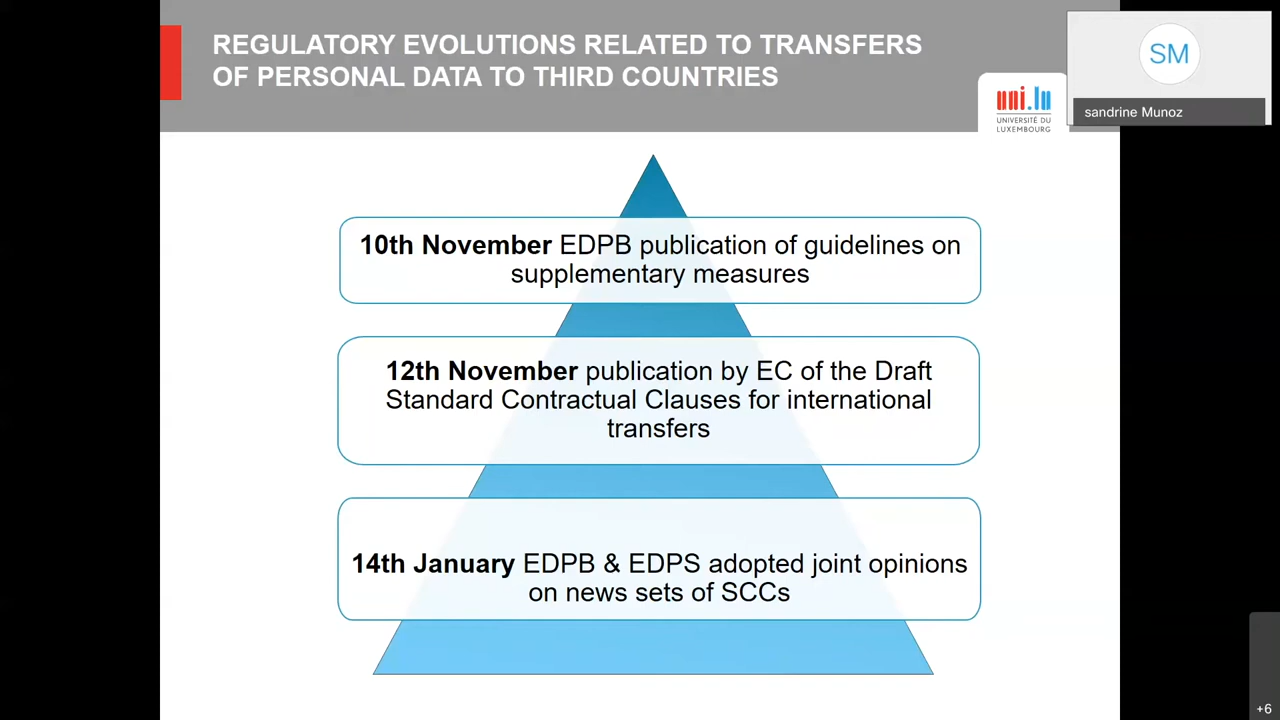 REGULATORY EVOLUTIONS RELATED TO TRANSFERS
OF PERSONAL DATA TO THIRD COUNTRIES
uni.lu
UNIVERSITÉ DU
LUXEMBOURG
SM
sandrine Munoz
10th November EDPB publication of guidelines on
supplementary measures
12th November publication by EC of the Draft
Standard Contractual Clauses for international
transfers
14th January EDPB & EDPS adopted joint opinions
on news sets of SCCs
+6